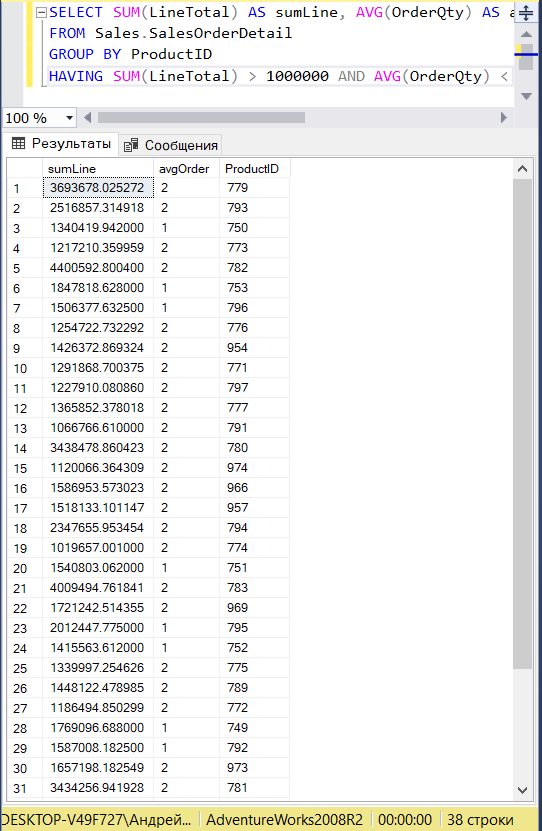 SELECT SUM(LineTotal) AS sumLine, AVG(OrderQty) AS a
FROM Sales.SalesOrderDetail
GROUP BY ProductID
HAVING SUM(LineTotal) > 1000000 AND AVG(OrderQty) <
100 %
Результаты Сообщения
sumLine avgOrder ProductID
1 3693678.025272 2 779
2 2516857.314918 2 793
3 1340419.942000 1 750
4 1217210.359959 2 773
5 4400592.800400 2 782
6 1847818.628000 1 753
7 1506377.632500 1 796
8 1254722.732292 2 776
9 1426372.869324 2 954
10 1291868.700375 2 771
11 1227910.080860 2 797
12 1365852.378018 2 777
13 1066766.610000 2 791
14 3438478.860423 2 780
15 1120066.364309 2 974
16 1586953.573023 2 966
17 1518133.101147 2 957
18 2347655.953454 2 794
19 1019657.001000 2 774
20 1540803.062000 1 751
21 4009494.761841 2 783
22 1721242.514355 2 969
23 2012447.775000 1 795
24 1415563.612000 1 752
25 1339997.254626 2 775
26 1448122.478985 2 789
27 1186494.850299 2 772
28 1769096.688000 1 749
29 1587008.182500 1 792
30 1657198.182549 2 973
31 3434256.941928 2 781
DESKTOP-V49F727\Андрей... AdventureWorks2008R2 00:00:00 38 строки